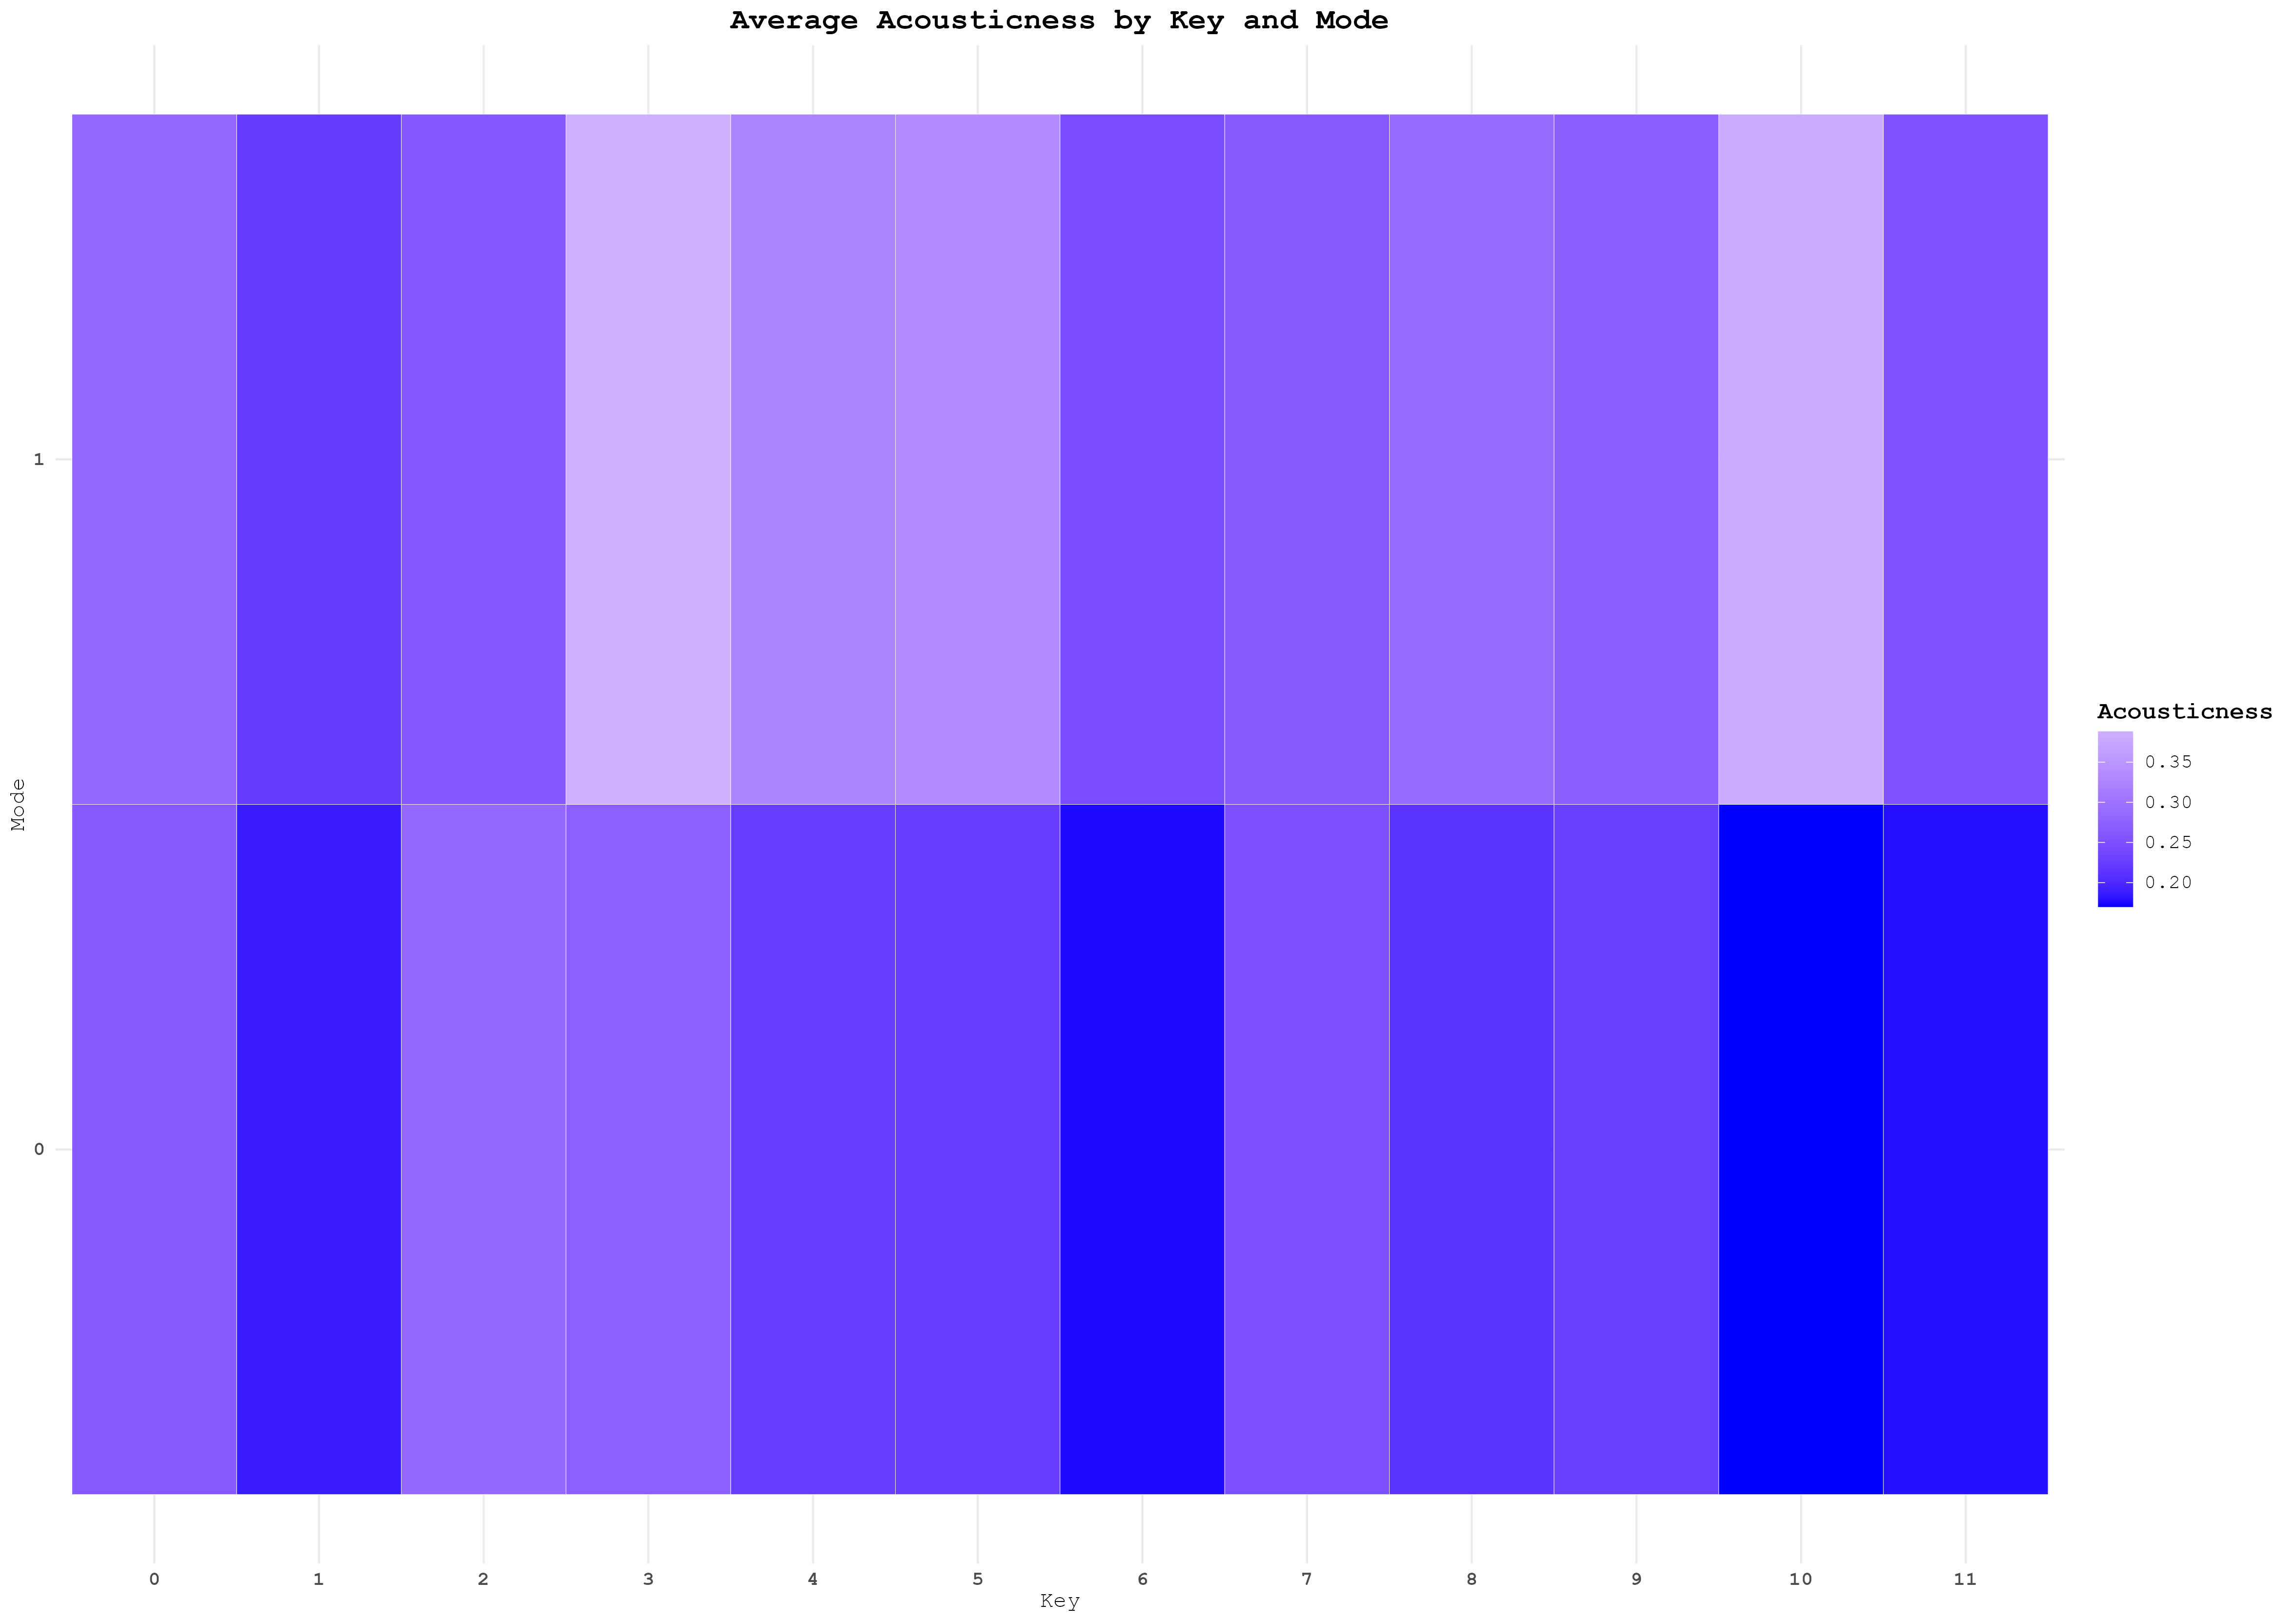 Average Acousticness by Key and Mode
1
0
Mode
0 1 2 3 4 5 6 7 8 9 10 11
Key
Acousticness
0.35
0.30
0.25
0.20